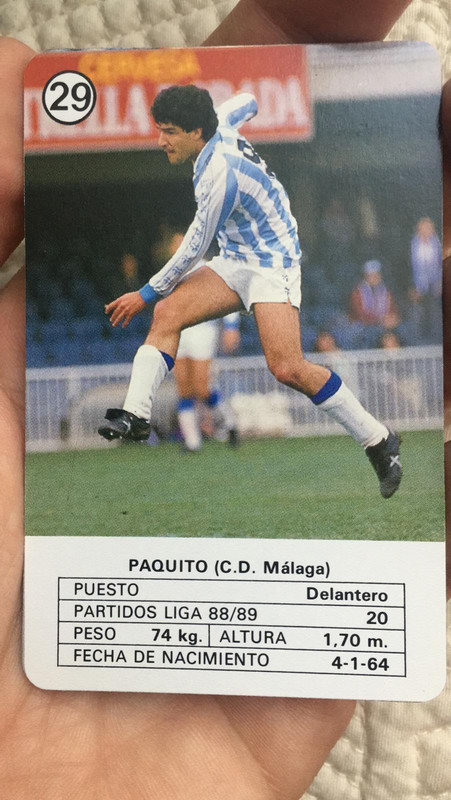 CERVESA
29
PAQUITO (C.D. Málaga)
PUESTO Delantero
PARTIDOS LIGA 88/89 20
PESO 74 kg. ALTURA 1,70 m.
FECHA DE NACIMIENTO 4-1-64